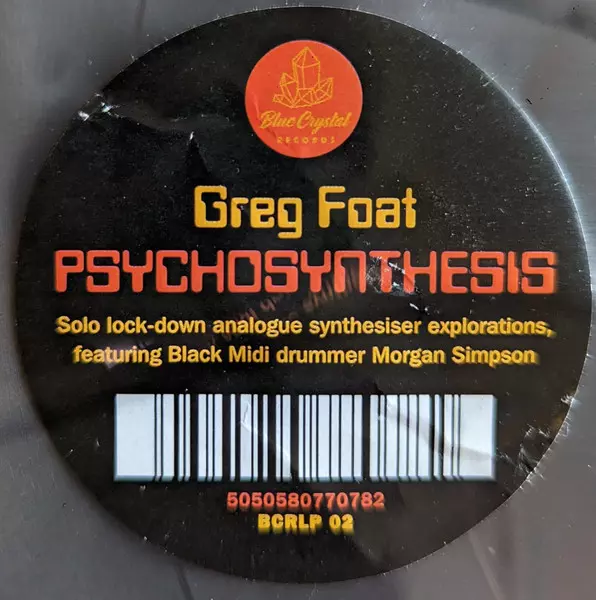 Blue Crystal
RECORDS
Greg Foat
PSYCHOSYNTHESIS
Solo lock-down analogue synthesiser explorations,
featuring Black Midi drummer Morgan Simpson
5050580770782
BCRLP 02